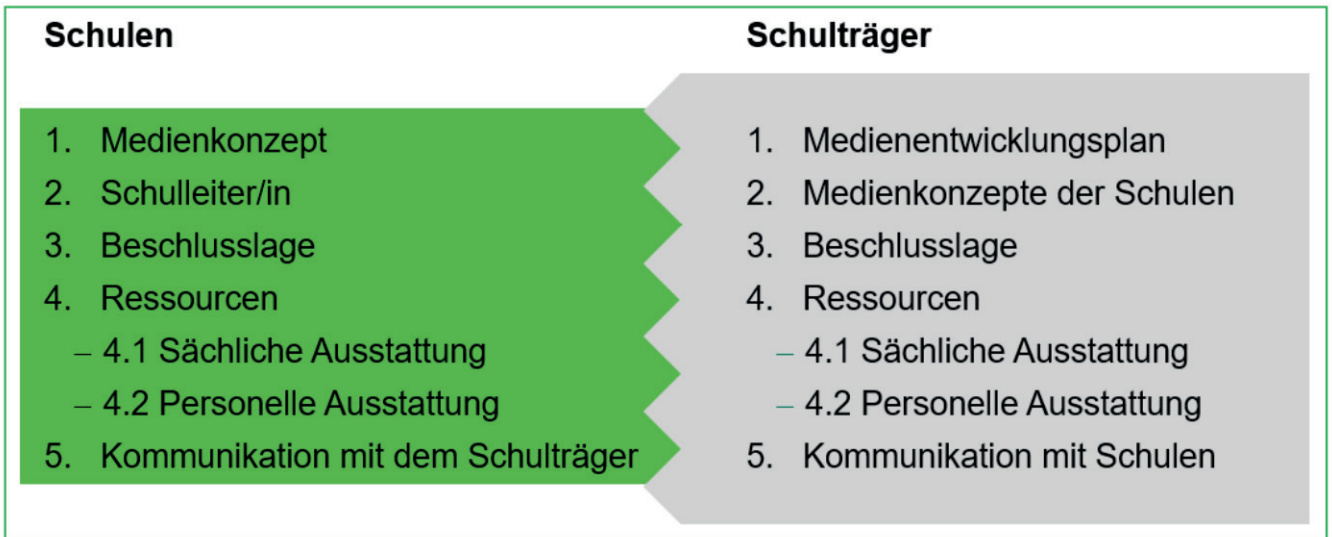 Schulen
1. Medienkonzept
2. Schulleiter/in
3. Beschlusslage
4. Ressourcen
– 4.1 Sächliche Ausstattung
– 4.2 Personelle Ausstattung
5. Kommunikation mit dem Schulträger
Schulträger
1. Medienentwicklungsplan
2. Medienkonzepte der Schulen
3. Beschlusslage
4. Ressourcen
– 4.1 Sächliche Ausstattung
– 4.2 Personelle Ausstattung
5. Kommunikation mit Schulen